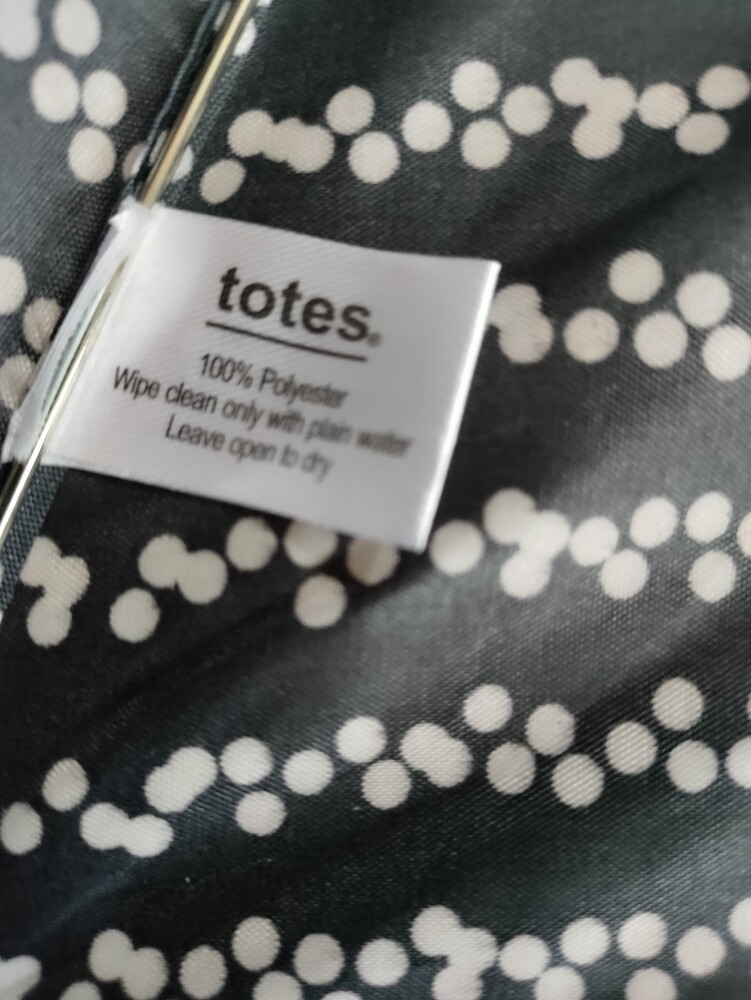 totes®
100% Polyester
Wipe clean only with plain water
Leave open to dry